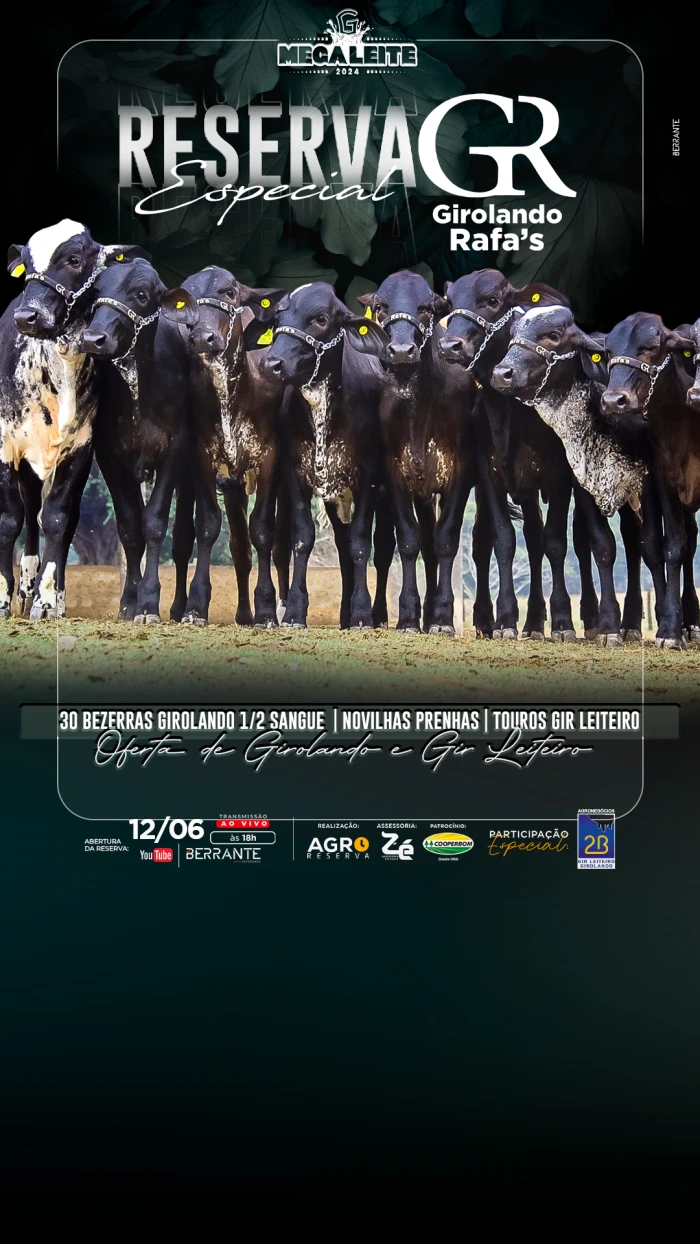 G
MEGALEITE
2024
BERRANTE
RESERVA
Especial
GR
Girolando
Rafa's
30 BEZERRAS GIROLANDO 1/2 SANGUE | NOVILHAS PRENHAS | TOUROS GIR LEITEIRO
Oferta de Girolando e Gir Leiteiro
ABERTURA
DA RESERVA:
12/06
TRANSMISSÃO
AO VIVO
às 18h
YouTube
BERRANTE
REALIZAÇÃO:
AGRO
RESERVA
ASSESSORIA:
Zé
PATROCÍNIO:
COOPERBOM
PARTICIPAÇÃO
Especial:
AGRONEGÓCIOS
2B
GIR LEITEIRO
GIROLANDO